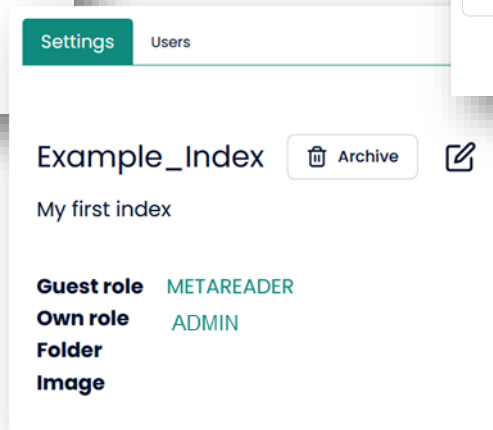 Settings Users
Example_Index Archive
My first index
Guest role METAREADER
Own role ADMIN
Folder
Image